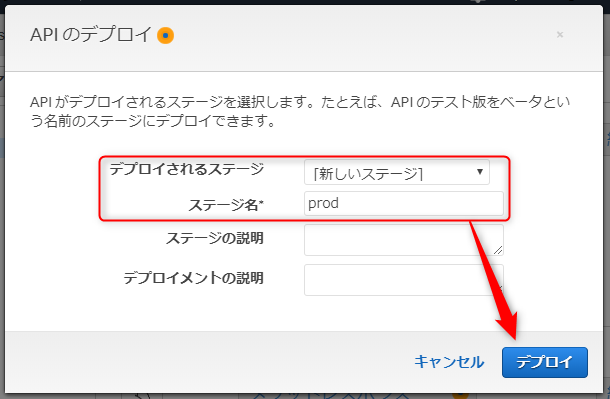 API のデプロイ
×
API がデプロイされるステージを選択します。たとえば、API のテスト版をベータとい
う名前のステージにデプロイできます。
デプロイされるステージ
[新しいステージ]
ステージ名*
prod
ステージの説明
デプロイメントの説明
キャンセル
デプロイ